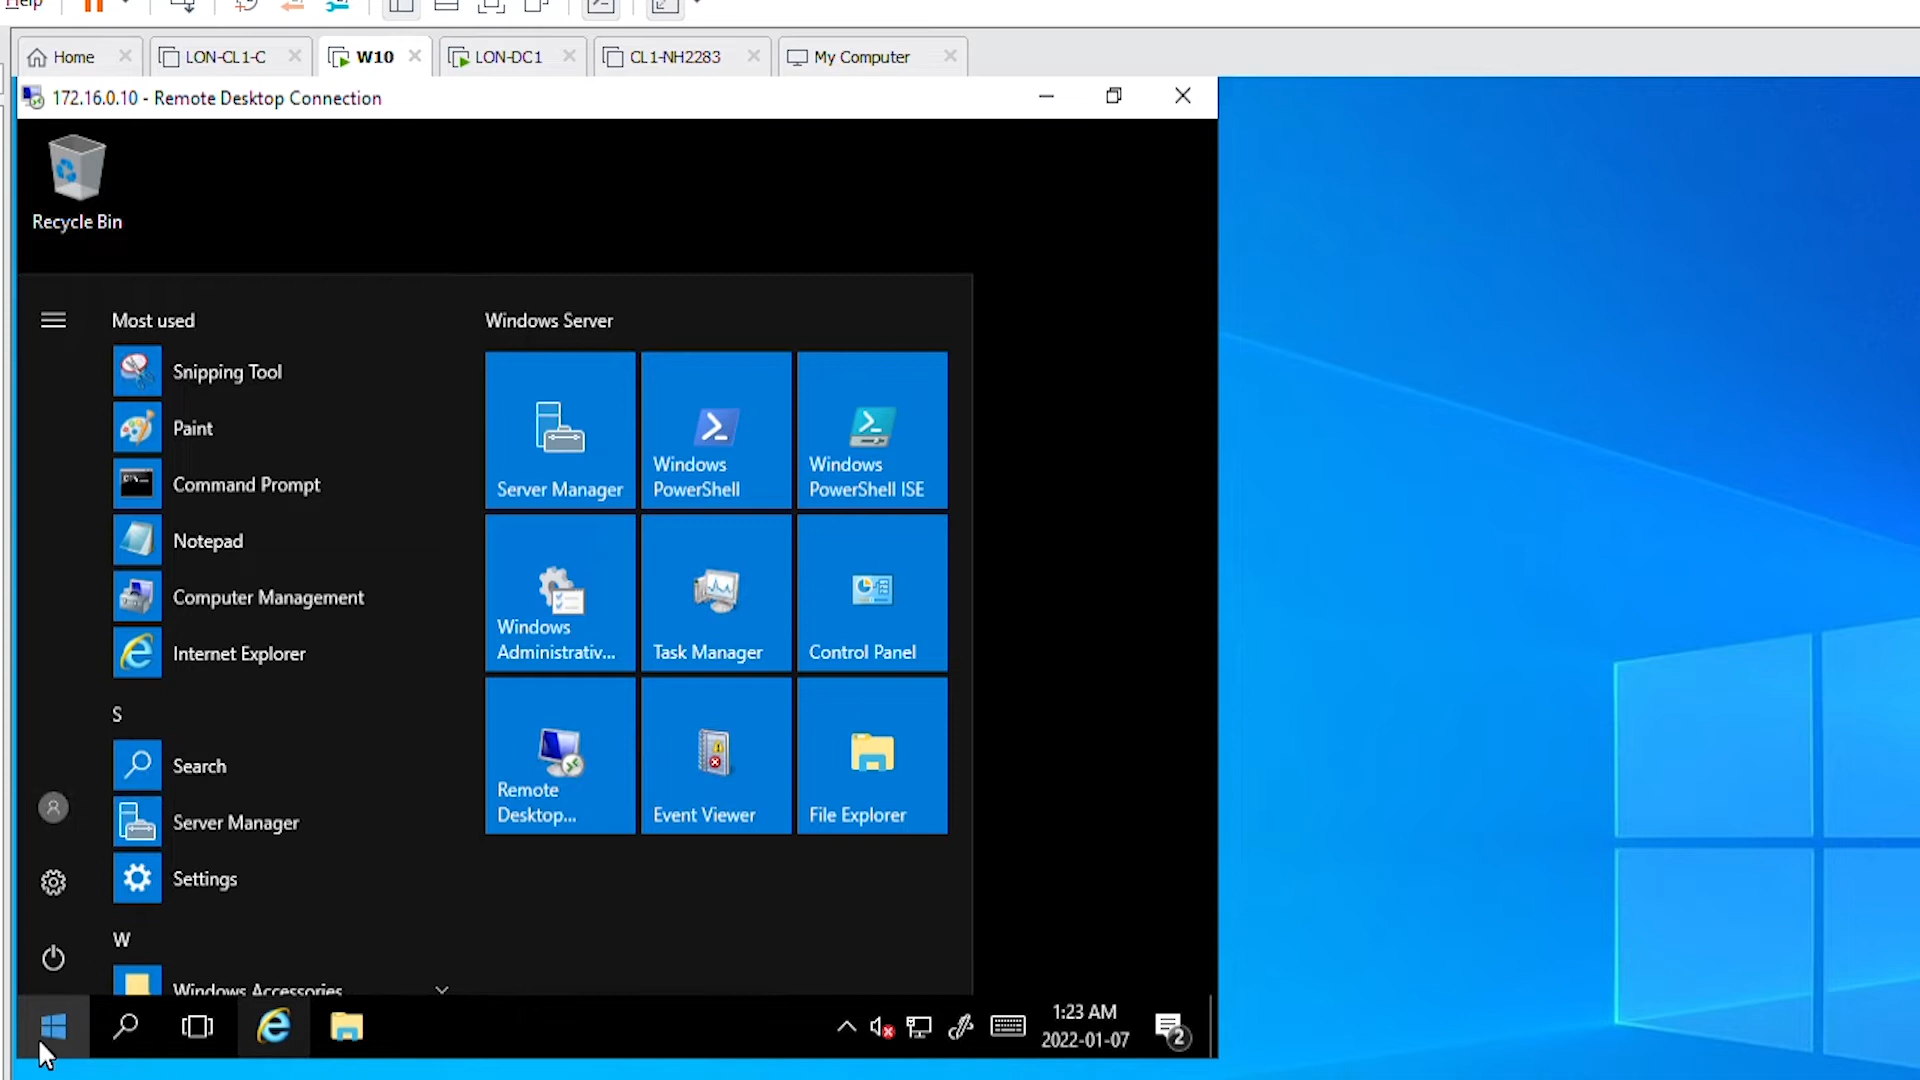 Help
Home
LON-CL1-C
W10
LON-DC1
CL1-NH2283
My Computer
172.16.0.10 - Remote Desktop Connection
Recycle Bin
Most used
Snipping Tool
Paint
Command Prompt
Notepad
Computer Management
Internet Explorer
S
Search
Server Manager
Settings
W
Windows Accessories
Windows Server
Server Manager
Windows
PowerShell
Windows
PowerShell ISE
Windows
Administrativ...
Task Manager
Control Panel
Remote
Desktop...
Event Viewer
File Explorer
1:23 AM
2022-01-07
2